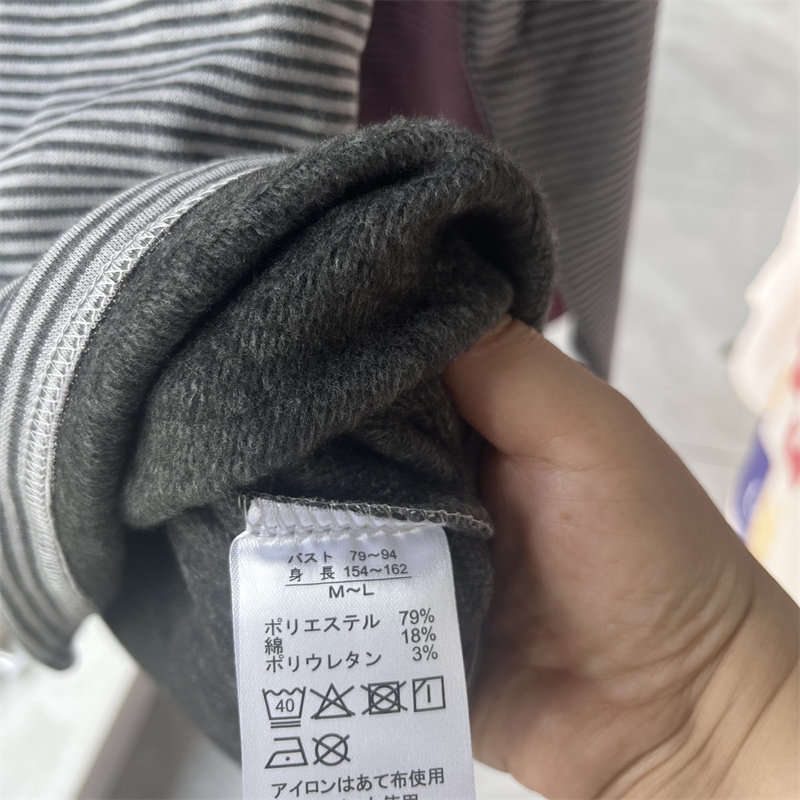 バスト 79～94
身 長 154～162
M～L
ポリエステル 79%
綿 18%
ポリウレタン 3%
40
アイロンはあて布使用